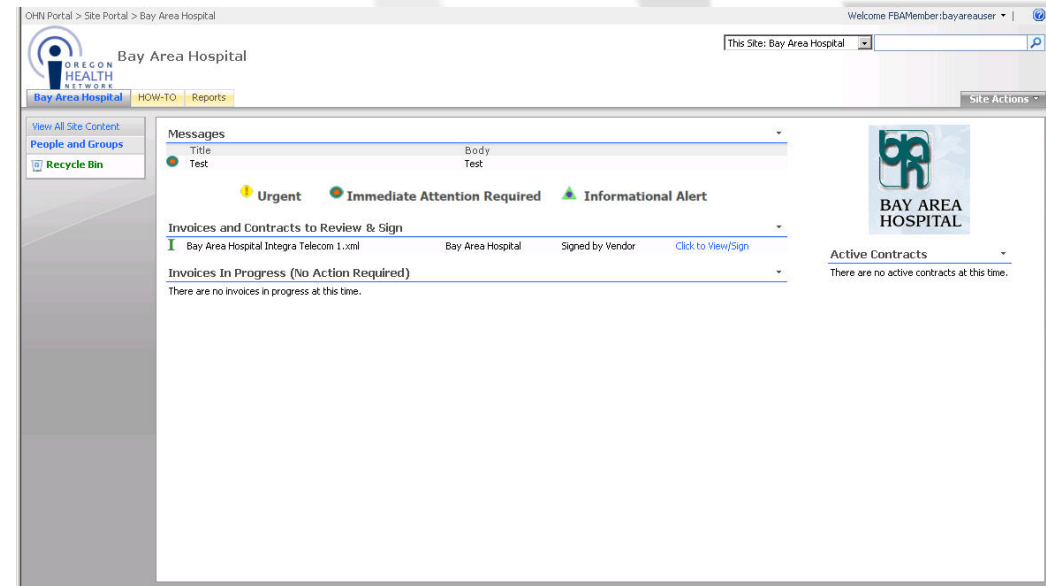 OHN Portal > Site Portal > Bay Area Hospital
Welcome FBAMember:bayareauser
This Site: Bay Area Hospital
OREGON
HEALTH
NETWORK
Bay Area Hospital
Bay Area Hospital HOW-TO Reports
Site Actions
View All Site Content
People and Groups
Recycle Bin
Messages
Title Body
Test Test
Urgent Immediate Attention Required Informational Alert
Invoices and Contracts to Review & Sign
I Bay Area Hospital Integra Telecom 1.xml Bay Area Hospital Signed by Vendor Click to View/Sign
Invoices In Progress (No Action Required)
There are no invoices in progress at this time.
bah
BAY AREA
HOSPITAL
Active Contracts
There are no active contracts at this time.